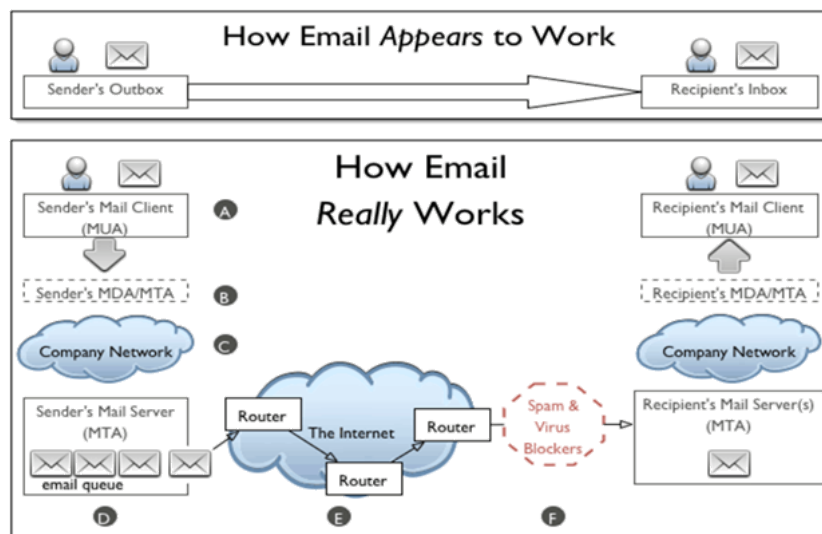 How Email Appears to Work
Sender's Outbox
Recipient's Inbox
How Email
Really Works
Sender's Mail Client
(MUA)
A
Recipient's Mail Client
(MUA)
Sender's MDA/MTA
B
Recipient's MDA/MTA
Company Network
C
Company Network
Sender's Mail Server
(MTA)
email queue
Router
The Internet
Router
Router
Spam &
Virus
Blockers
Recipient's Mail Server(s)
(MTA)
D
E
F